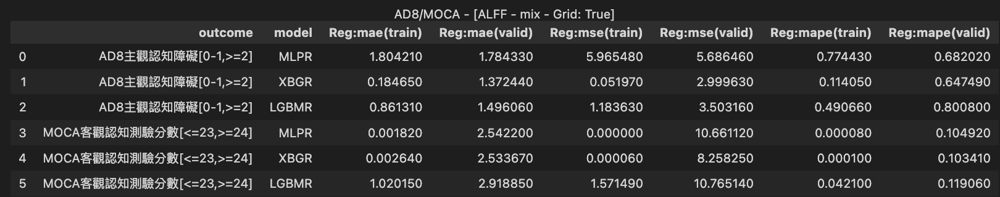 AD8/MOCA - [ALFF - mix - Grid: True]
outcome model Reg:mae(train) Reg:mae(valid) Reg:mse(train) Reg:mse(valid) Reg:mape(train) Reg:mape(valid)
0 AD8主觀認知障礙[0-1,>=2] MLPR 1.804210 1.784330 5.965480 5.686460 0.774430 0.682020
1 AD8主觀認知障礙[0-1,>=2] XBGR 0.184650 1.372440 0.051970 2.999630 0.114050 0.647490
2 AD8主觀認知障礙[0-1,>=2] LGBMR 0.861310 1.496060 1.183630 3.503160 0.490660 0.800800
3 MOCA客觀認知測驗分數[<=23,>=24] MLPR 0.001820 2.542200 0.000000 10.661120 0.000080 0.104920
4 MOCA客觀認知測驗分數[<=23,>=24] XBGR 0.002640 2.533670 0.000060 8.258250 0.000100 0.103410
5 MOCA客觀認知測驗分數[<=23,>=24] LGBMR 1.020150 2.918850 1.571490 10.765140 0.042100 0.119060